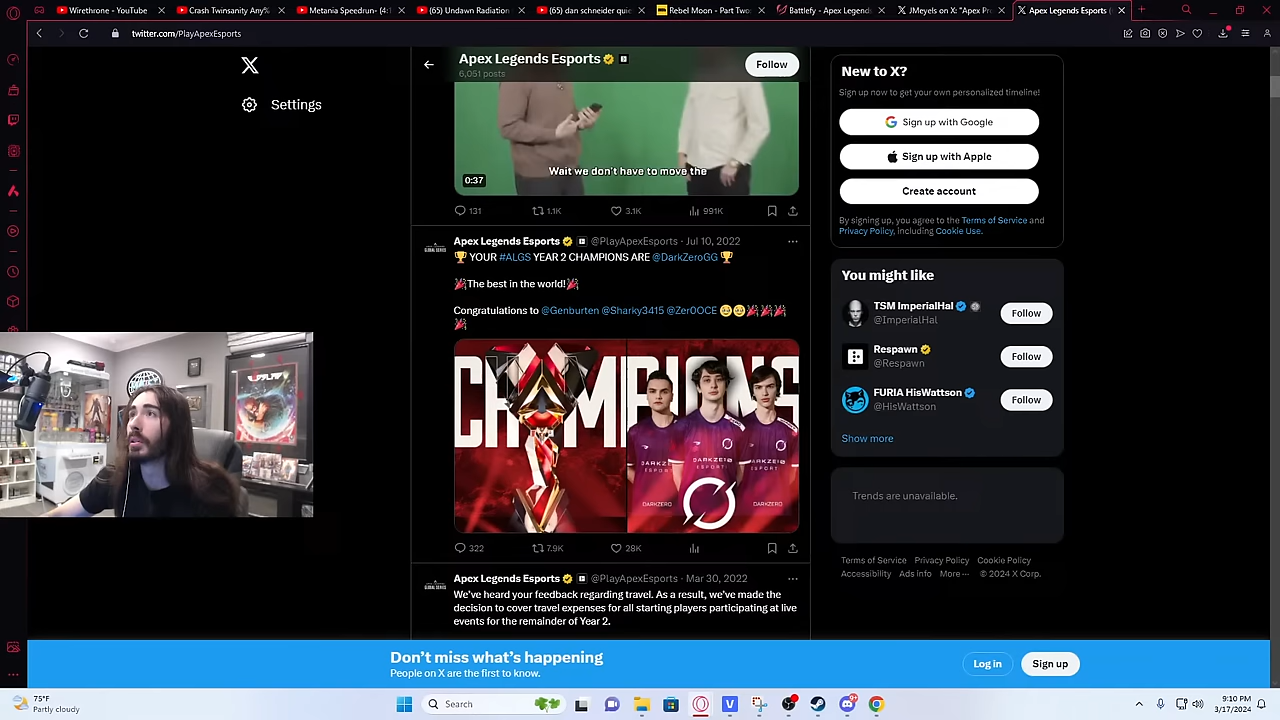 Wirethrone - YouTube
Crash Twinsanity Any%
Metania Speedrun- (4:
(65) Undawn Radiation
(65) dan schneider quie
Rebel Moon - Part Two
Battlefy - Apex Legends
JMeyels on X: "Apex Pro
Apex Legends Esports (
twitter.com/PlayApexEsports
Settings
Apex Legends Esports
6,051 posts
Follow
Wait we don't have to move the
0:37
131 1.1K 3.1K 991K
Apex Legends Esports @PlayApexEsports · Jul 10, 2022
🏆YOUR #ALGS YEAR 2 CHAMPIONS ARE @DarkZeroGG 🏆
🎉The best in the world!🎉
Congratulations to @Genburten @Sharky3415 @Zer0OCE 🥹🥹🎉🎉🎉
🎉
CHAMPIONS
DARKZERO
ESPORTS
DARKZERO
DARKZERO
322 7.9K 28K
Apex Legends Esports @PlayApexEsports · Mar 30, 2022
We've heard your feedback regarding travel. As a result, we've made the
decision to cover travel expenses for all starting players participating at live
events for the remainder of Year 2.
New to X?
Sign up now to get your own personalized timeline!
Sign up with Google
Sign up with Apple
Create account
By signing up, you agree to the Terms of Service and
Privacy Policy, including Cookie Use.
You might like
TSM ImperialHal
@ImperialHal
Follow
Respawn
@Respawn
Follow
FURIA HisWattson
@HisWattson
Follow
Show more
Trends are unavailable.
Terms of Service Privacy Policy Cookie Policy
Accessibility Ads info More ··· © 2024 X Corp.
Don't miss what's happening
People on X are the first to know.
Log in
Sign up
75°F
Partly cloudy
Search
9:10 PM
3/17/2024